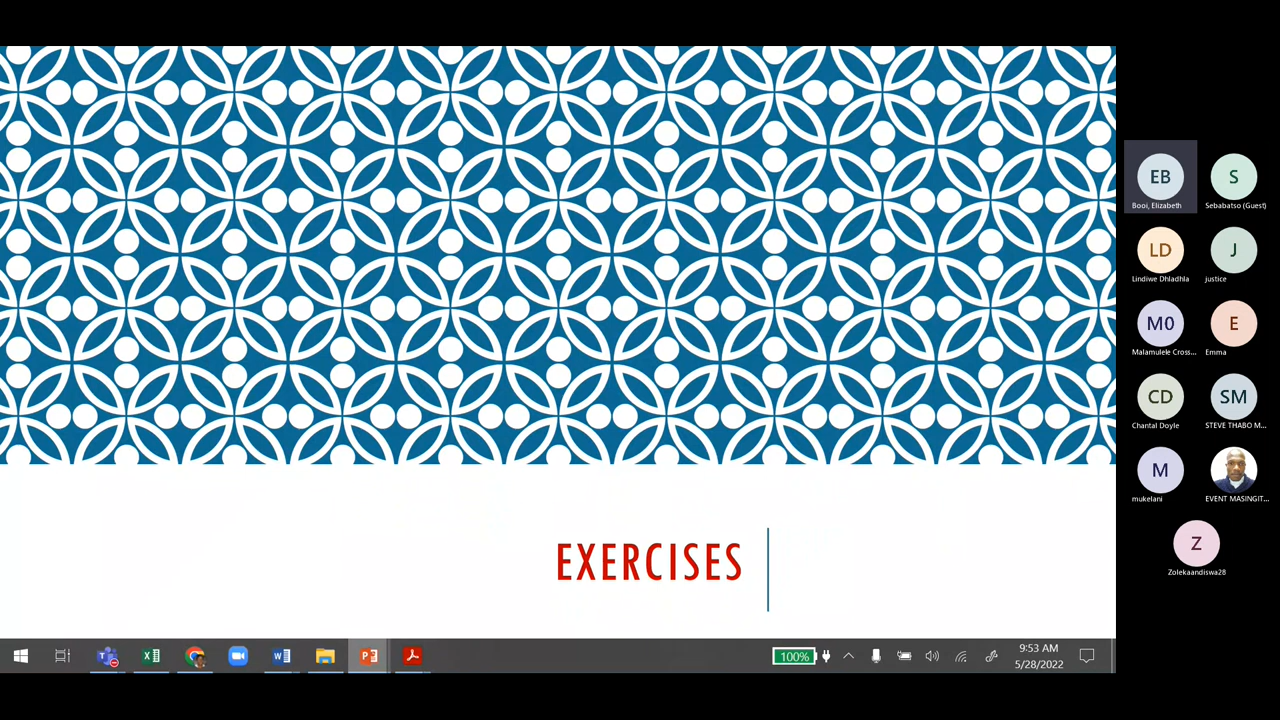 EXERCISES
EB
Booi, Elizabeth
S
Sebabatso (Guest)
LD
Lindiwe Dhladhla
J
justice
M0
Malamulele Cross...
E
Emma
CD
Chantal Doyle
SM
STEVE THABO M...
M
mukelani
EVENT MASINGIT...
Z
Zolekaandiswa28
100%
9:53 AM
5/28/2022